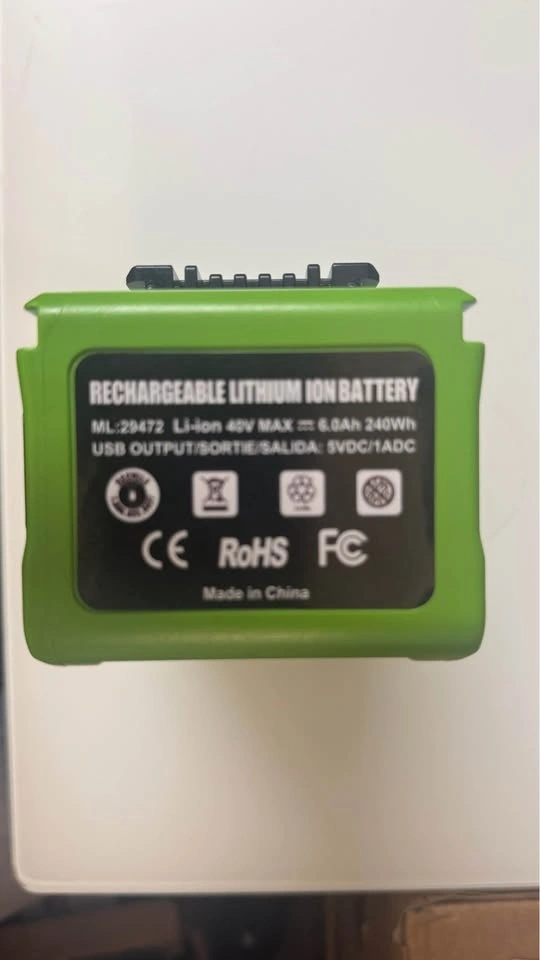 RECHARGEABLE LITHIUM ION BATTERY
ML:29472 Li-ion 40V MAX ⎓ 6.0Ah 240Wh
USB OUTPUT/SORTIE/SALIDA: 5VDC/1ADC
CE RoHS FC
Made in China